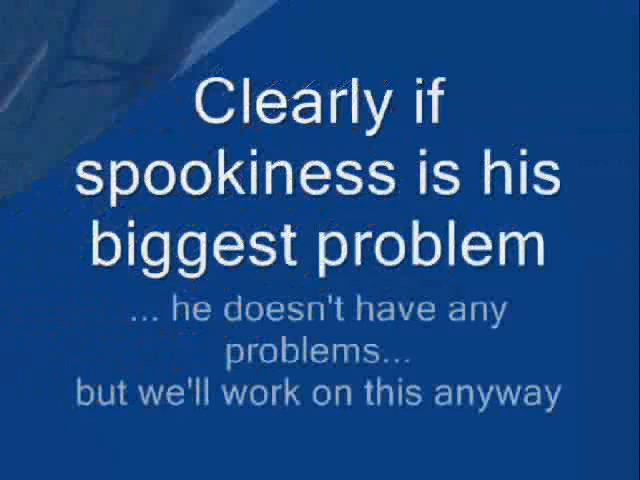 Clearly if
spookiness is his
biggest problem
... he doesn't have any
problems...
but we'll work on this anyway